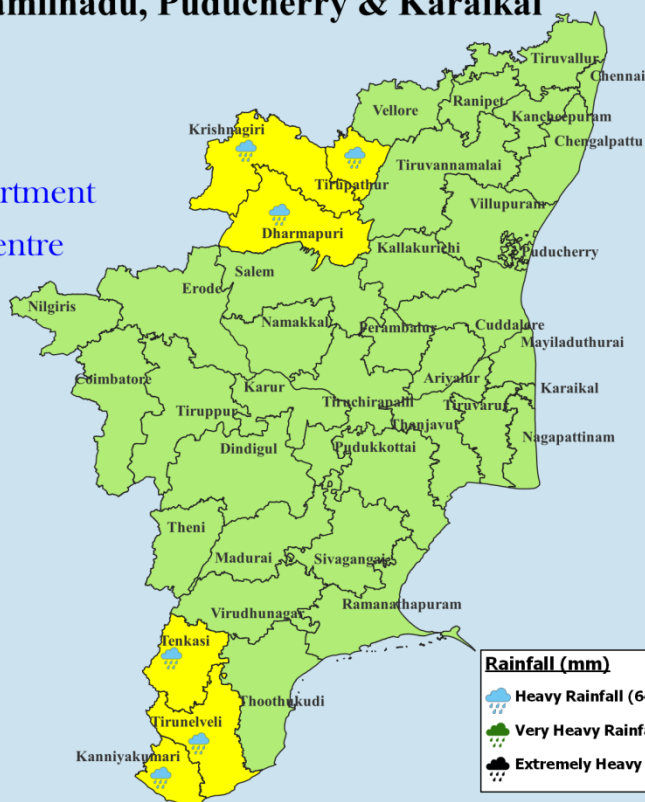 Puducherry & Karaikal
Tiruvallur
Chennai
Vellore
Ranipet
Kancheepuram
Krishnagiri
Chengalpattu
Tiruvannamalai
Tirupathur
Villupuram
Dharmapuri
Kallakurichi
Puducherry
Salem
Erode
Nilgiris
Namakkal
Perambalur
Cuddalore
Mayiladuthurai
Coimbatore
Karur
Ariyalur
Karaikal
Tiruppur
Tiruchirapalli
Tiruvarur
Thanjavur
Dindigul
Pudukkottai
Nagapattinam
Theni
Madurai
Sivagangai
Virudhunagar
Ramanathapuram
Tenkasi
Thoothukudi
Tirunelveli
Kanniyakumari
Rainfall (mm)
Heavy Rainfall (6
Very Heavy Rainfa
Extremely Heavy
rtment
entre